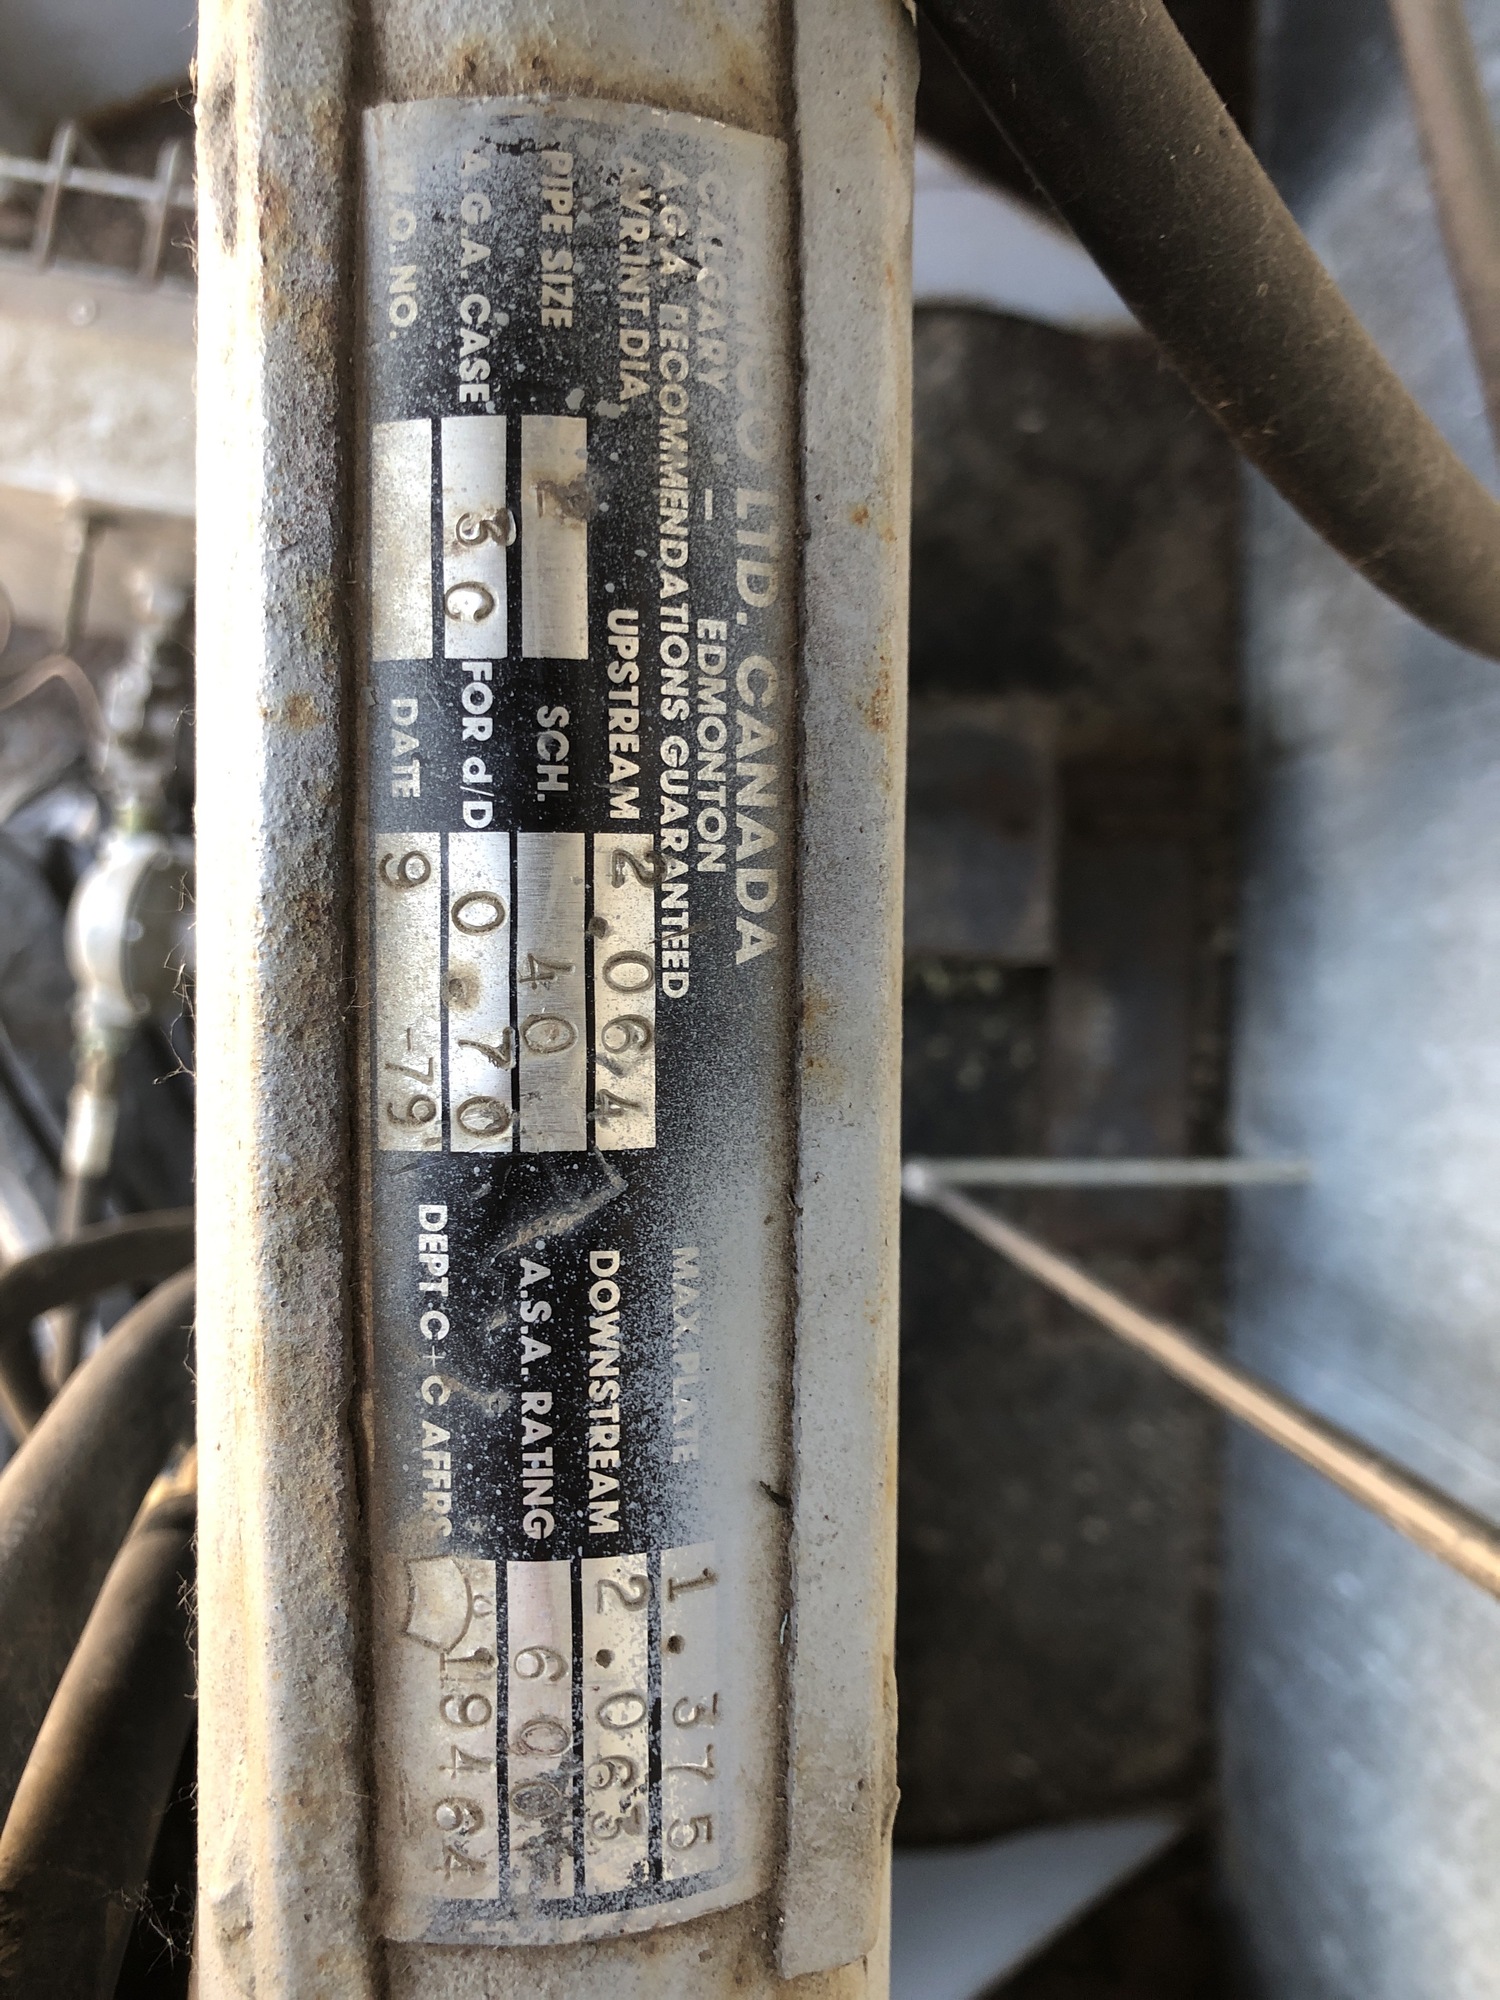 LTD. CANADA
CALGARY — EDMONTON
A.G.A. RECOMMENDATIONS GUARANTEED MAX. PLATE 1.375
AVR. INT. DIA. UPSTREAM 2.064 DOWNSTREAM 2.063
PIPE SIZE 2 SCH. 40 A.S.A. RATING 600
A.G.A. CASE 3C FOR d/D 0.70
NO. DATE 9-79 DEPT. C+C AFFRS 19464